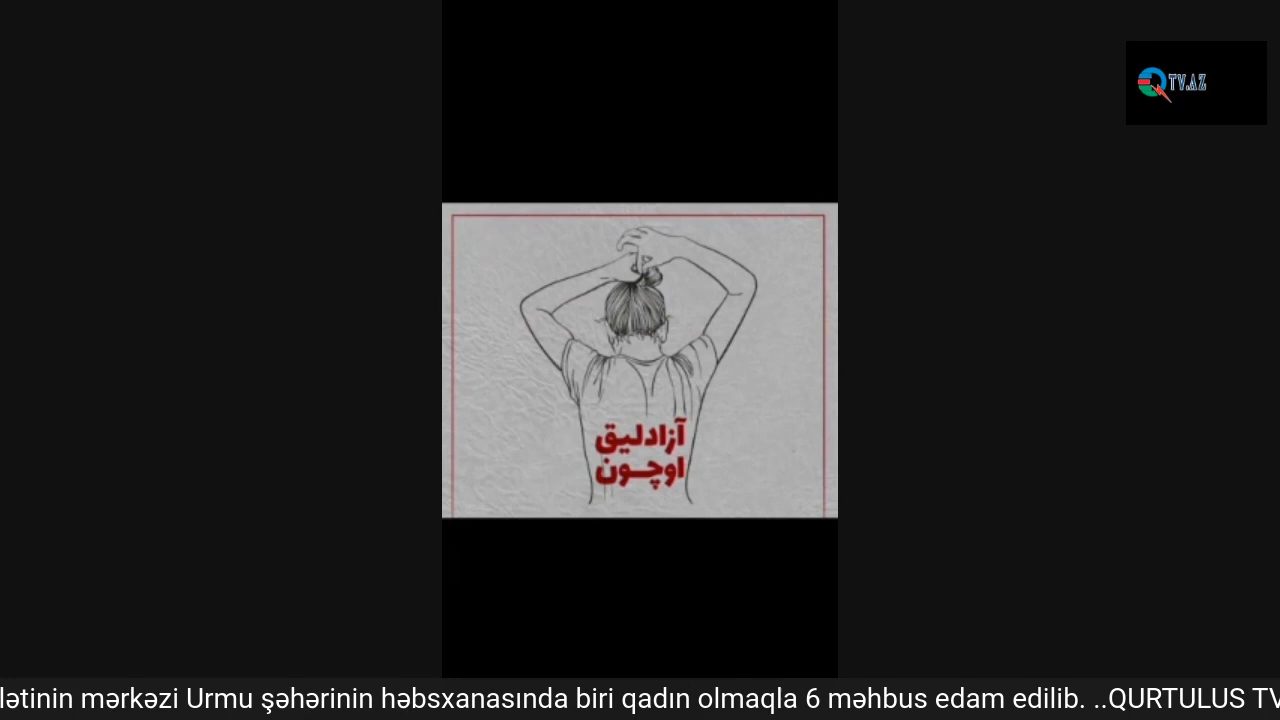 TV.AZ
آزادلیق
اوچون
lətinin mərkəzi Urmu şəhərinin həbsxanasında biri qadın olmaqla 6 məhbus edam edilib. ..QURTULUS TV